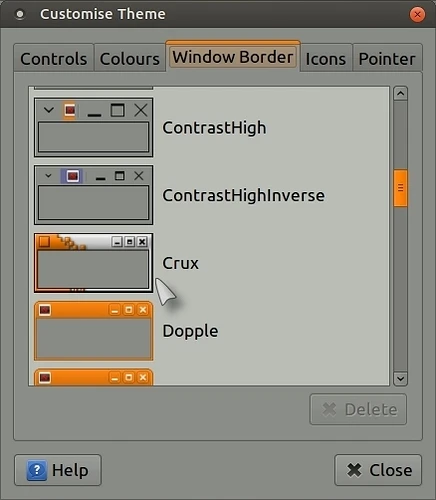 Customise Theme
Controls Colours Window Border Icons Pointer
ContrastHigh
ContrastHighInverse
Crux
Dopple
Delete
Help Close